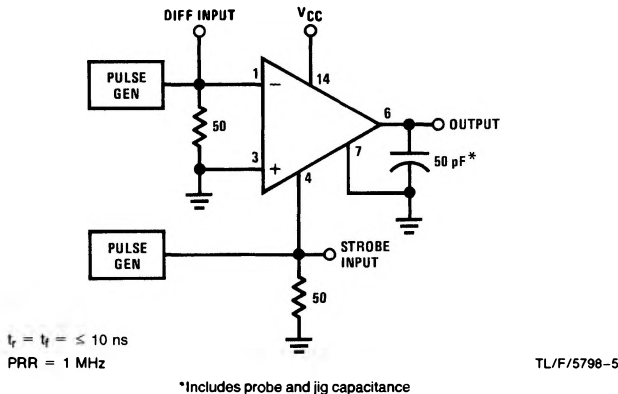 DIFF INPUT
VCC
PULSE
GEN
1
−
14
50
6
OUTPUT
7
3
+
4
50 pF*
PULSE
GEN
STROBE
INPUT
50
tr = tf = ≤ 10 ns
PRR = 1 MHz
TL/F/5798-5
*Includes probe and jig capacitance